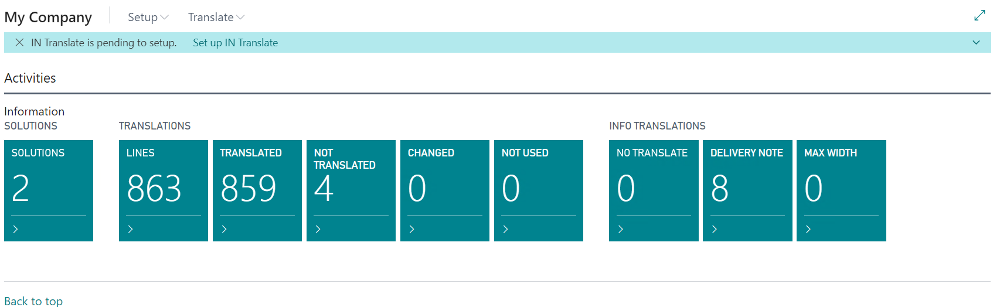 My Company Setup Translate
IN Translate is pending to setup. Set up IN Translate
Activities
Information
SOLUTIONS TRANSLATIONS INFO TRANSLATIONS
SOLUTIONS
2
LINES
863
TRANSLATED
859
NOT
TRANSLATED
4
CHANGED
0
NOT USED
0
NO TRANSLATE
0
DELIVERY NOTE
8
MAX WIDTH
0
Back to top